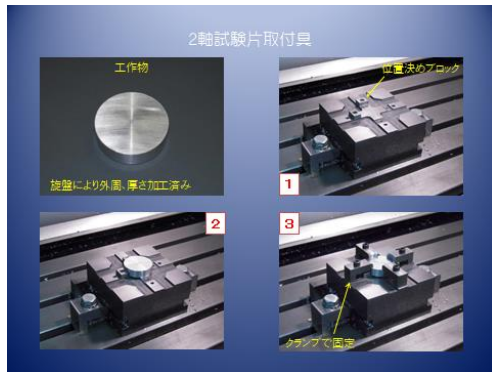 2軸試験片取付具
工作物
旋盤により外周、厚さ加工済み
位置決めブロック
1
2
3
クランプで固定